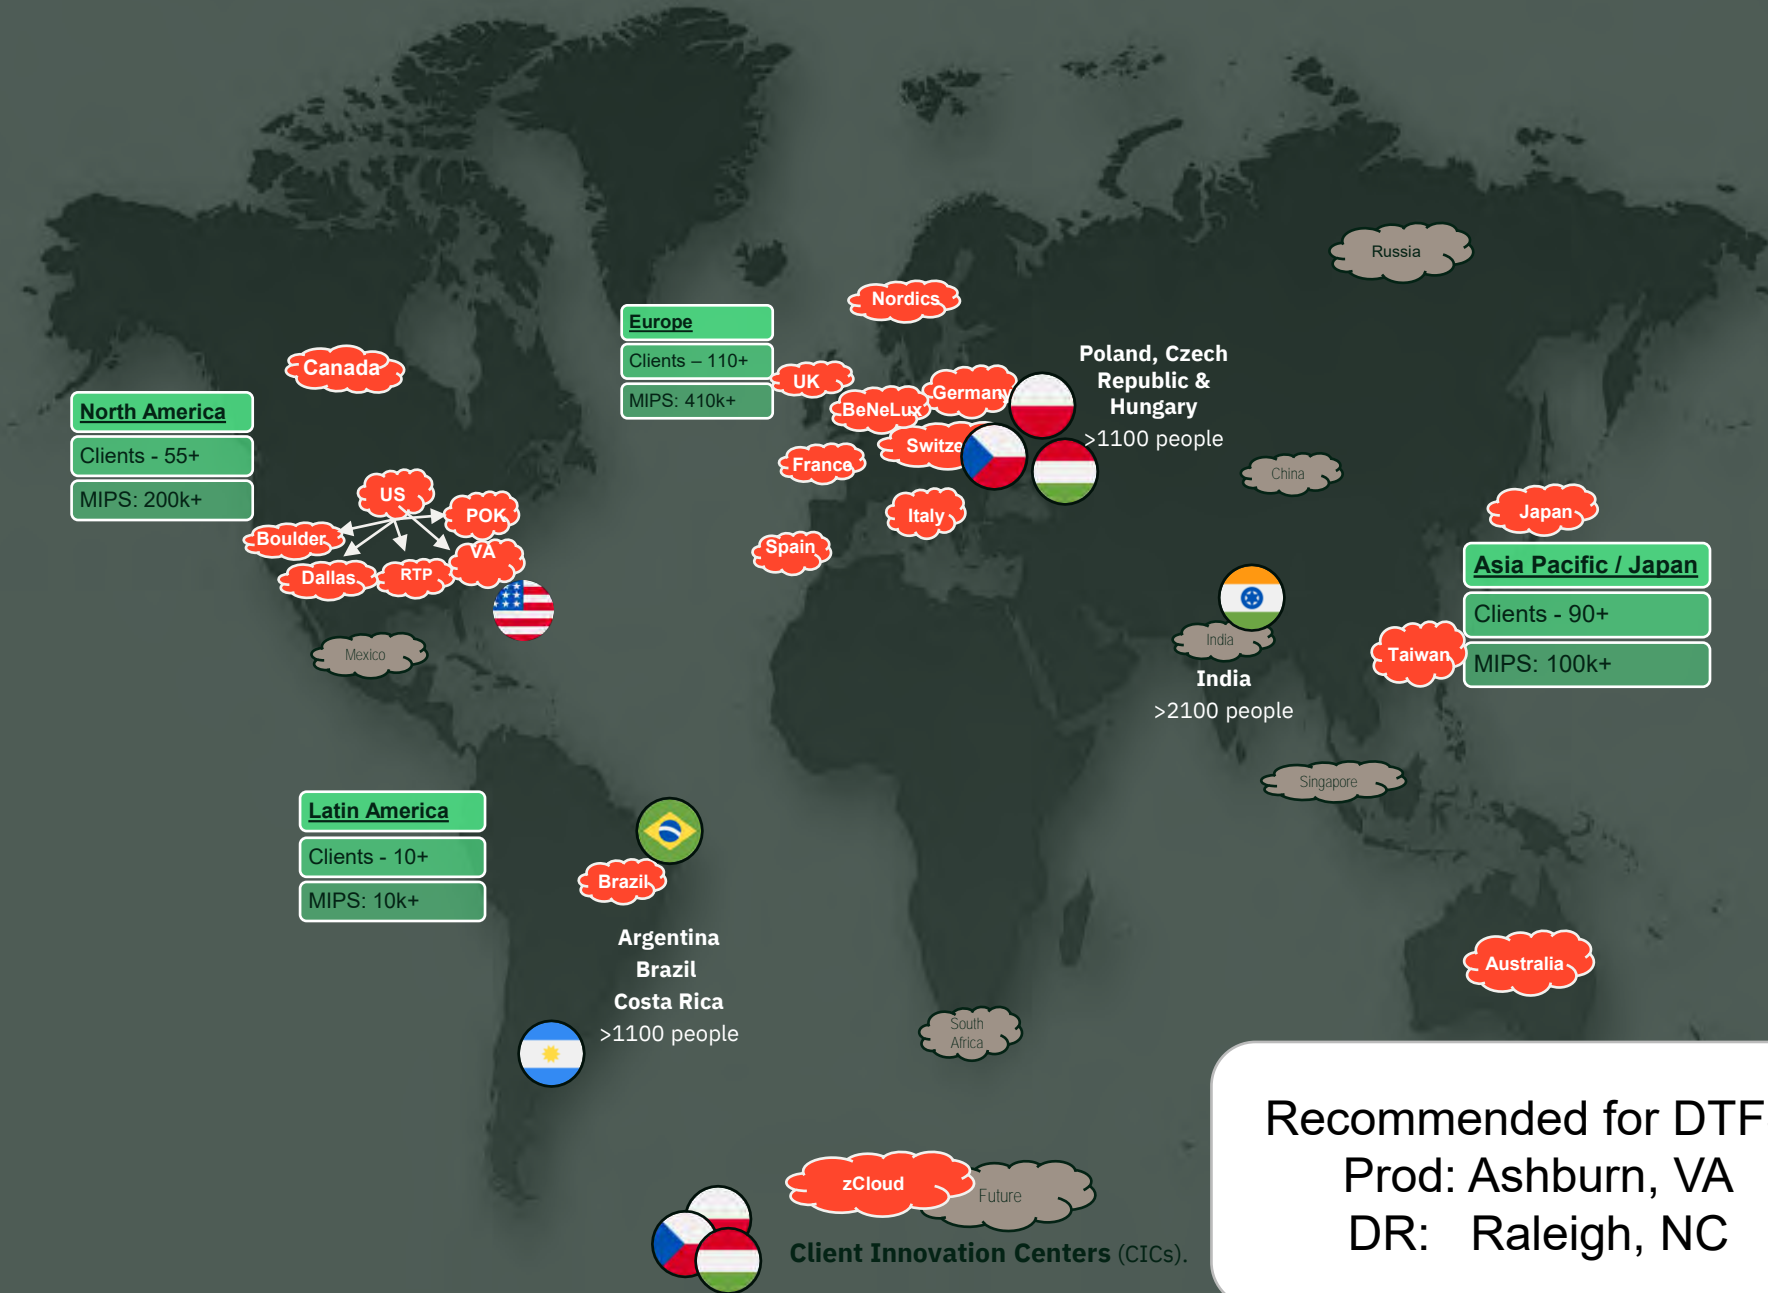 Russia
Nordics
Canada
Europe
Clients – 110+
MIPS: 410k+
UK
BeNeLux
Germany
Switze
France
Italy
Spain
Poland, Czech
Republic &
Hungary
>1100 people
North America
Clients - 55+
MIPS: 200k+
US
POK
Boulder
VA
Dallas
RTP
Mexico
China
Japan
Asia Pacific / Japan
Clients - 90+
MIPS: 100k+
Taiwan
India
India
>2100 people
Singapore
Latin America
Clients - 10+
MIPS: 10k+
Brazil
Argentina
Brazil
Costa Rica
>1100 people
Australia
South
Africa
zCloud
Future
Client Innovation Centers (CICs).
Recommended for DTF
Prod: Ashburn, VA
DR: Raleigh, NC